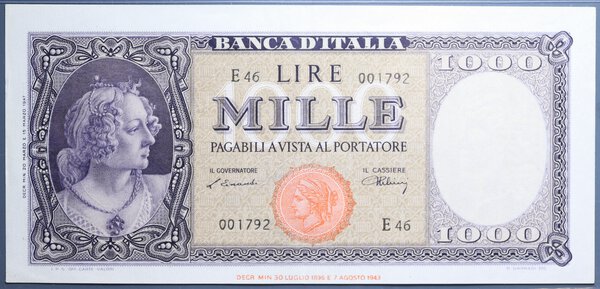 BANCA D'ITALIA
1000
E 46 LIRE 001792
1000
MILLE
PAGABILI A VISTA AL PORTATORE
IL GOVERNATORE IL CASSIERE
001792 E 46
1000
DECR. MIN. 30 LUGLIO 1896 E 7 AGOSTO 1943